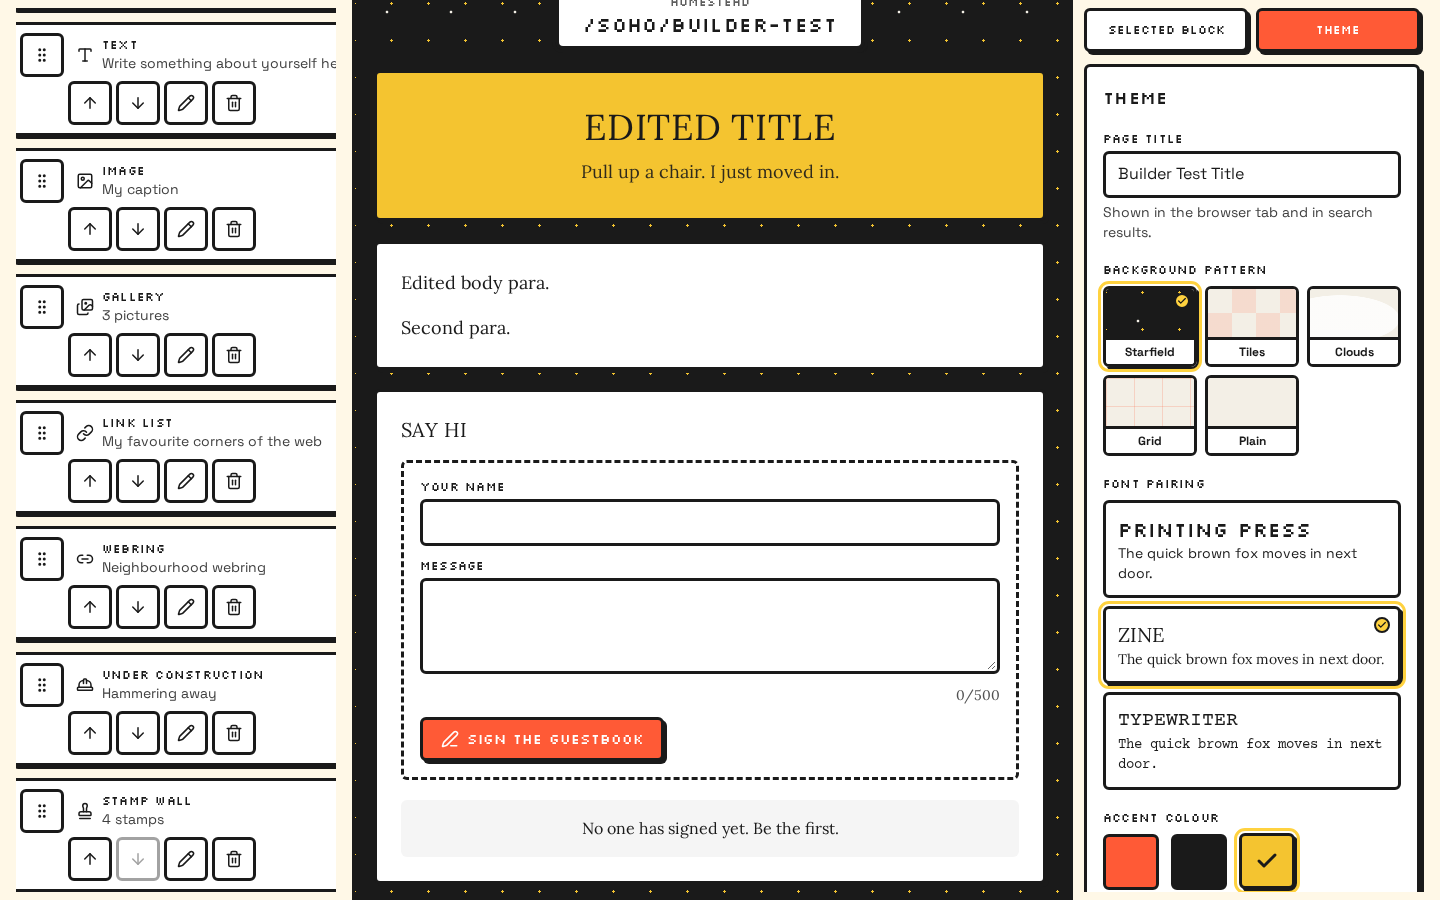 TEXT
Write something about yourself he
IMAGE
My caption
GALLERY
3 pictures
LINK LIST
My favourite corners of the web
WEBRING
Neighbourhood webring
UNDER CONSTRUCTION
Hammering away
STAMP WALL
4 stamps
HOMESTEAD
/SOHO/BUILDER-TEST
EDITED TITLE
Pull up a chair. I just moved in.
Edited body para.
Second para.
SAY HI
YOUR NAME
MESSAGE
0/500
SIGN THE GUESTBOOK
No one has signed yet. Be the first.
SELECTED BLOCK
THEME
THEME
PAGE TITLE
Builder Test Title
Shown in the browser tab and in search
results.
BACKGROUND PATTERN
Starfield
Tiles
Clouds
Grid
Plain
FONT PAIRING
PRINTING PRESS
The quick brown fox moves in next
door.
ZINE
The quick brown fox moves in next door.
TYPEWRITER
The quick brown fox moves in next
door.
ACCENT COLOUR